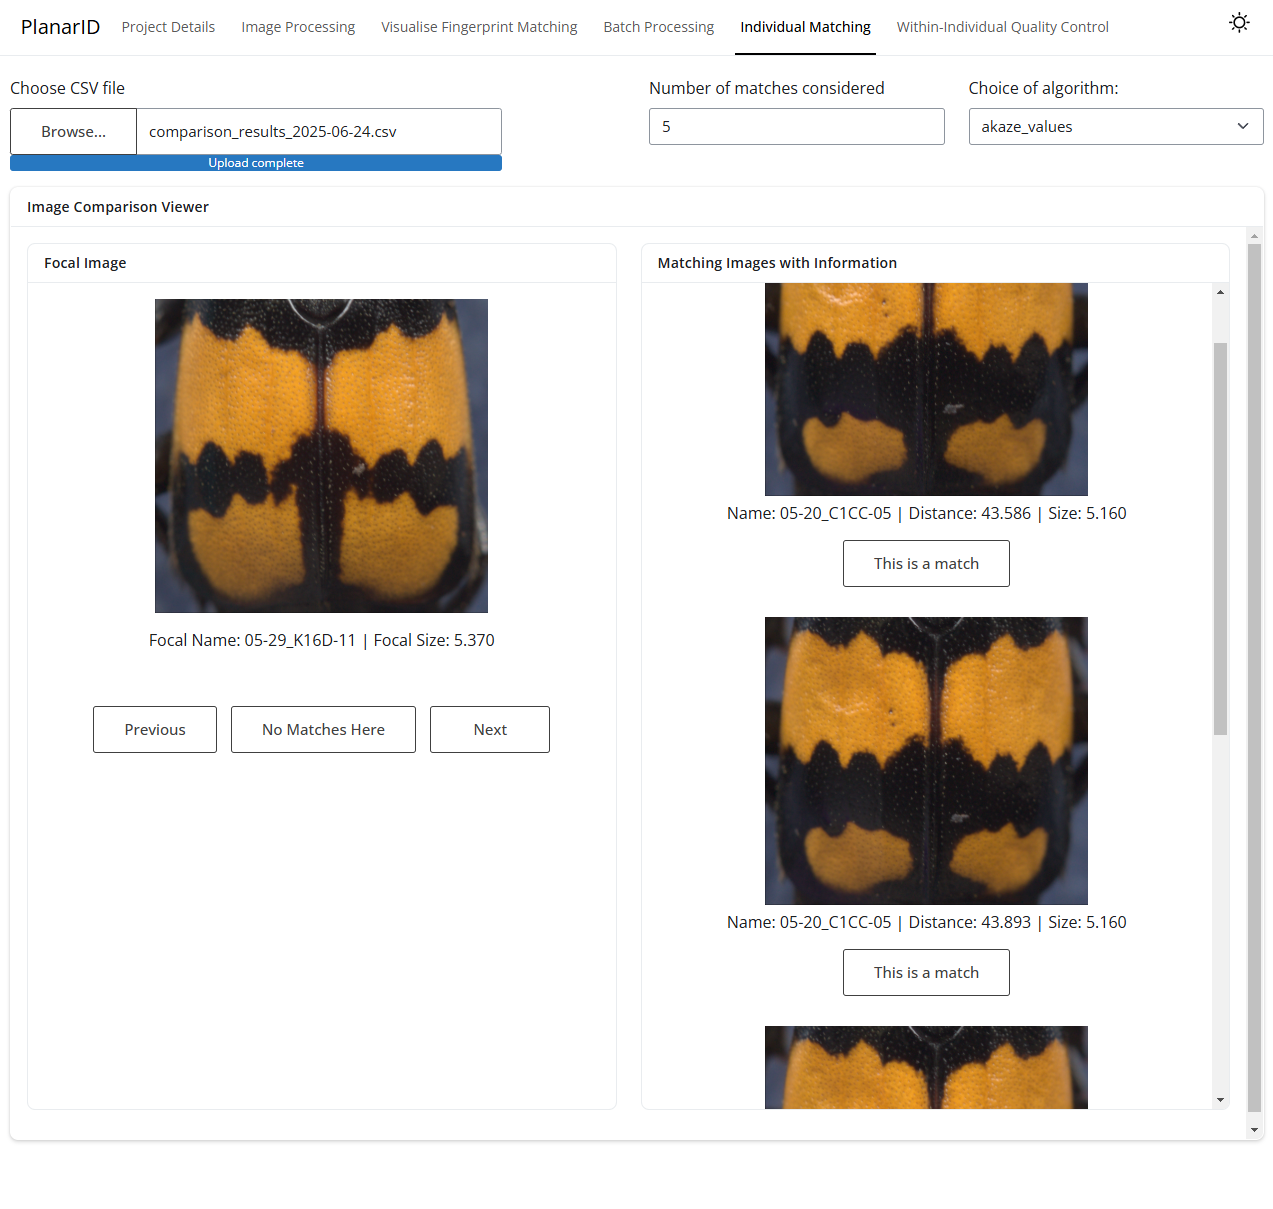 PlanarID Project Details Image Processing Visualise Fingerprint Matching Batch Processing Individual Matching Within-Individual Quality Control
Choose CSV file
Browse... comparison_results_2025-06-24.csv
Upload complete
Number of matches considered
5
Choice of algorithm:
akaze_values
Image Comparison Viewer
Focal Image
Focal Name: 05-29_K16D-11 | Focal Size: 5.370
Previous No Matches Here Next
Matching Images with Information
Name: 05-20_C1CC-05 | Distance: 43.586 | Size: 5.160
This is a match
Name: 05-20_C1CC-05 | Distance: 43.893 | Size: 5.160
This is a match